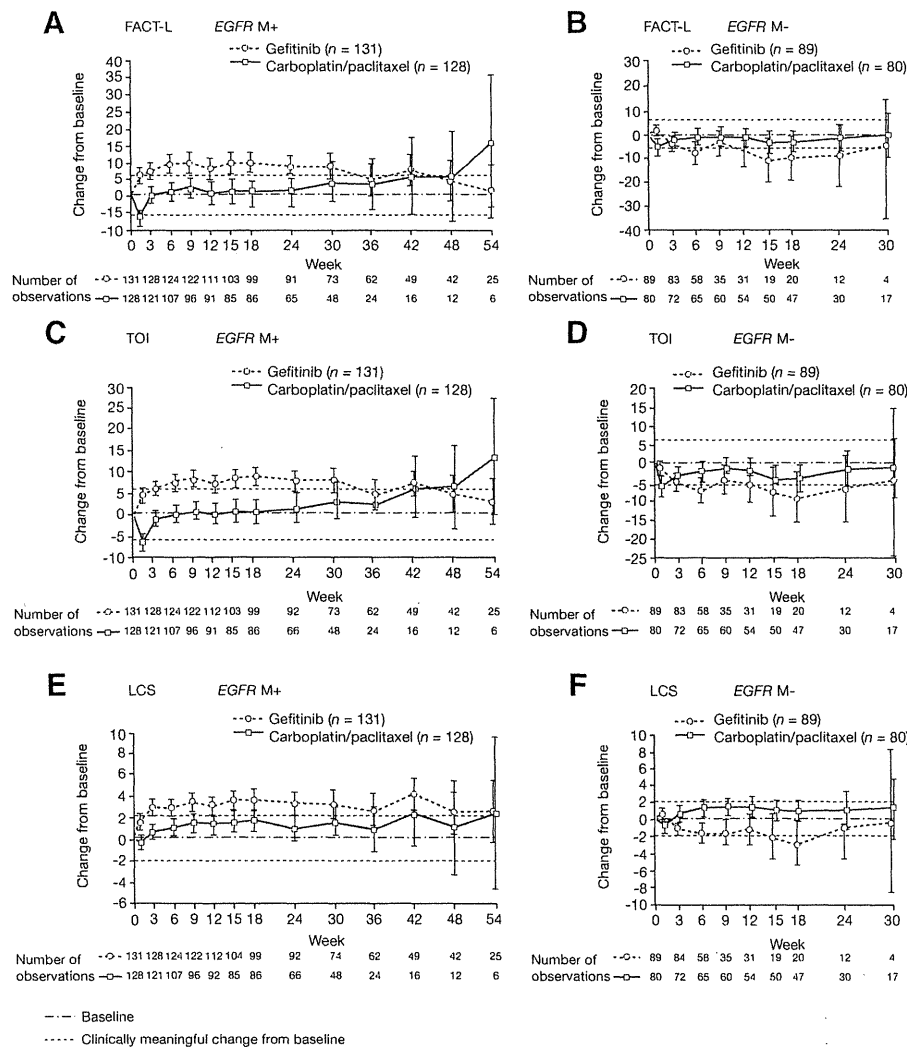 A FACT-L EGFR M+
Gefitinib (n = 131)
Carboplatin/paclitaxel (n = 128)
Change from baseline
40
35
30
25
20
15
10
5
0
-15
-10
0 3 6 9 12 15 18 24 30 36 42 48 54
Week
Number of 131 128 124 122 111 103 99 91 73 62 49 42 25
observations 128 121 107 96 91 85 86 65 48 24 16 12 6
B FACT-L EGFR M-
Gefitinib (n = 89)
Carboplatin/paclitaxel (n = 80)
Change from baseline
30
20
10
0
-10
-20
-30
-40
0 3 6 9 12 15 18 24 30
Week
Number of 89 83 58 35 31 19 20 12 4
observations 80 72 65 60 54 50 47 30 17
C TOI EGFR M+
Gefitinib (n = 131)
Carboplatin/paclitaxel (n = 128)
Change from baseline
30
25
20
15
10
5
0
-5
-10
0 3 6 9 12 15 18 24 30 36 42 48 54
Week
Number of 131 128 124 122 112 103 99 92 73 62 49 42 25
observations 128 121 107 96 91 85 86 66 48 24 16 12 6
D TOI EGFR M-
Gefitinib (n = 89)
Carboplatin/paclitaxel (n = 80)
Change from baseline
20
15
10
5
0
-5
-10
-15
-20
-25
0 3 6 9 12 15 18 24 30
Week
Number of 89 83 58 35 31 19 20 12 4
observations 80 72 65 60 54 50 47 30 17
E LCS EGFR M+
Gefitinib (n = 131)
Carboplatin/paclitaxel (n = 128)
Change from baseline
10
8
6
4
2
0
-2
-4
-6
0 3 6 9 12 15 18 24 30 36 42 48 54
Week
Number of 131 128 124 122 112 104 99 92 74 62 49 42 25
observations 128 121 107 96 92 85 86 66 48 24 16 12 6
F LCS EGFR M-
Gefitinib (n = 89)
Carboplatin/paclitaxel (n = 80)
Change from baseline
10
8
6
4
2
0
-2
-4
-6
-8
-10
0 3 6 9 12 15 18 24 30
Week
Number of 89 84 58 35 31 19 20 12 4
observations 80 72 65 60 54 50 47 30 17
Baseline
Clinically meaningful change from baseline